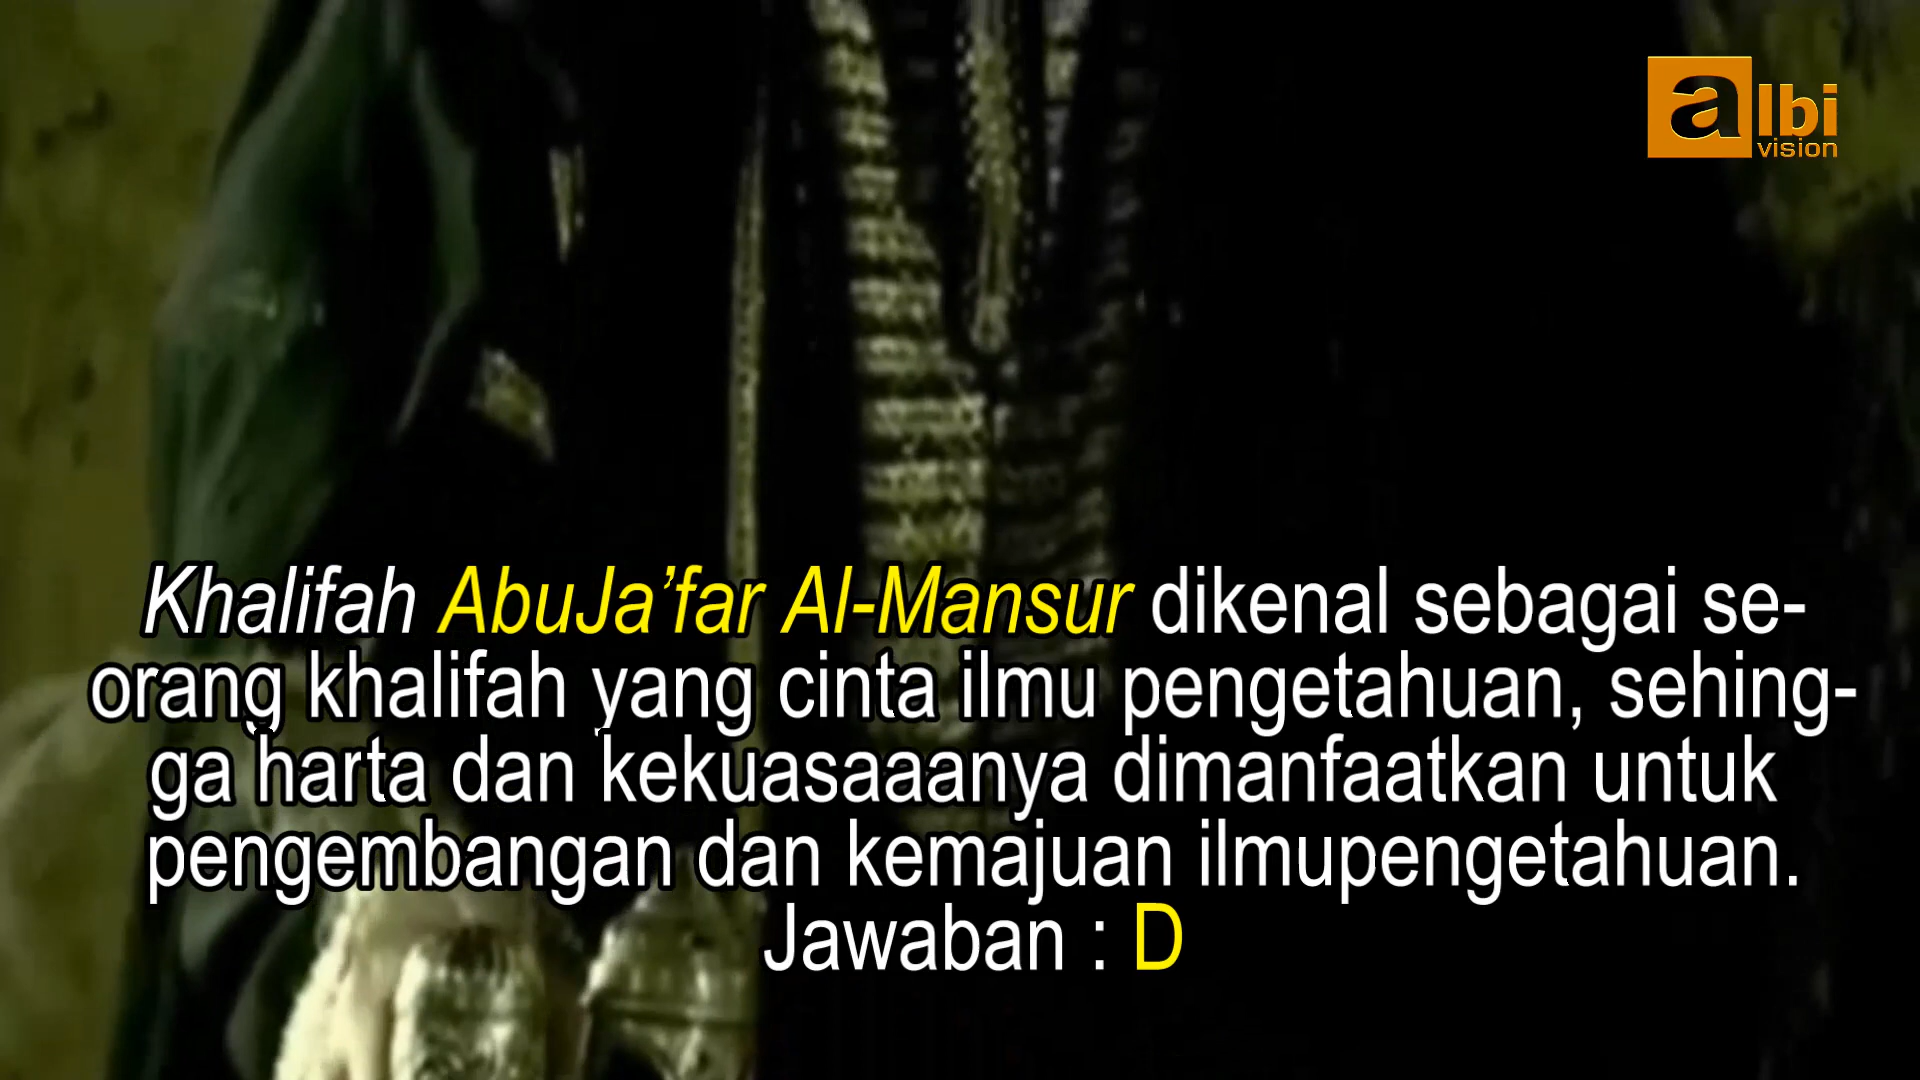 albi
vision
Khalifah AbuJa’far Al-Mansur dikenal sebagai se-
orang khalifah yang cinta ilmu pengetahuan, sehing-
ga harta dan kekuasaaanya dimanfaatkan untuk
pengembangan dan kemajuan ilmupengetahuan.
Jawaban : D